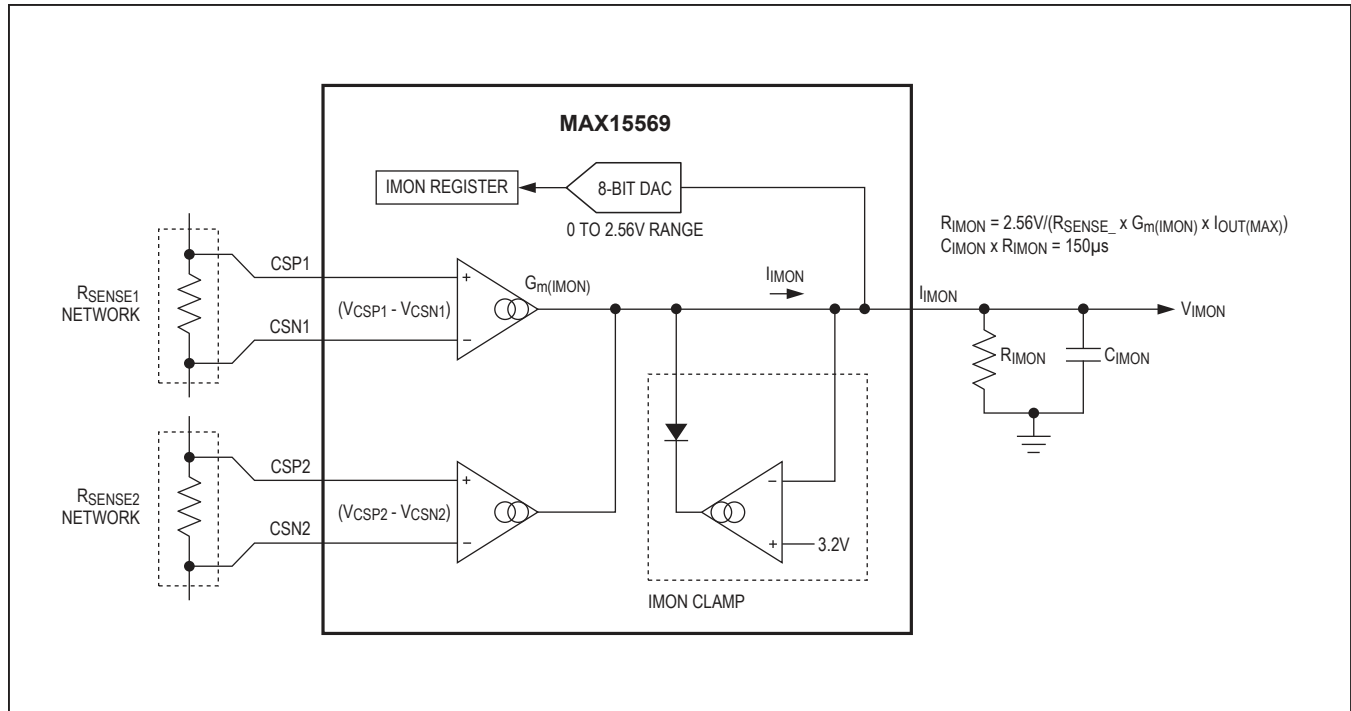 MAX15569
IMON REGISTER
8-BIT DAC
0 TO 2.56V RANGE
RIMON = 2.56V/(RSENSE_ x Gm(IMON) x IOUT(MAX))
CIMON x RIMON = 150µs
RSENSE1
NETWORK
CSP1
CSN1
+
(VCSP1 - VCSN1)
−
Gm(IMON)
IIMON
IIMON
VIMON
RIMON
CIMON
RSENSE2
NETWORK
CSP2
CSN2
+
(VCSP2 - VCSN2)
−
−
+
3.2V
IMON CLAMP